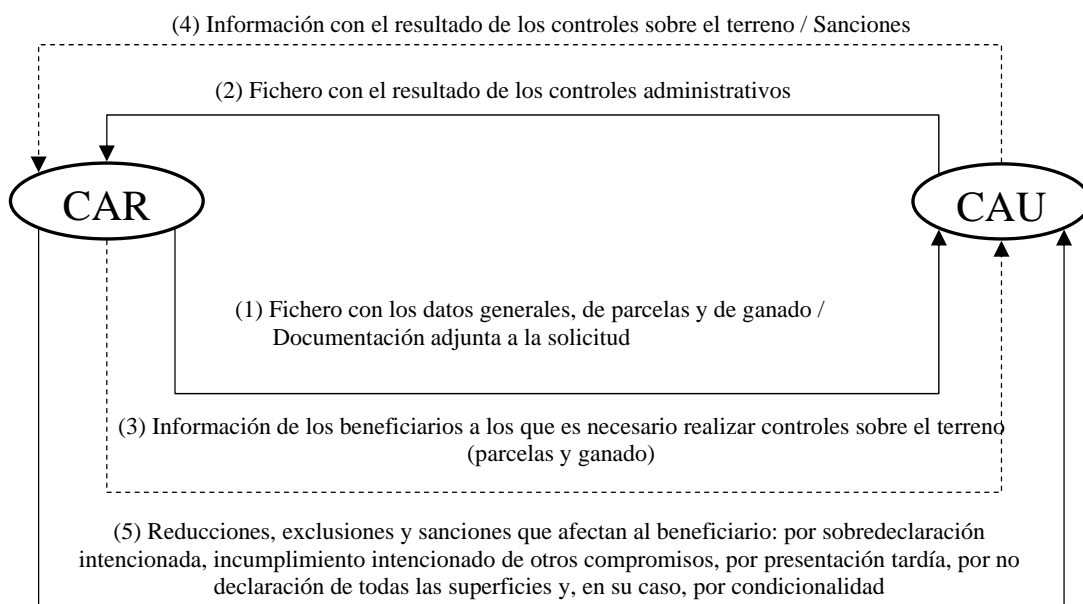 (4) Información con el resultado de los controles sobre el terreno / Sanciones
(2) Fichero con el resultado de los controles administrativos
CAR
CAU
(1) Fichero con los datos generales, de parcelas y de ganado /
Documentación adjunta a la solicitud
(3) Información de los beneficiarios a los que es necesario realizar controles sobre el terreno
(parcelas y ganado)
(5) Reducciones, exclusiones y sanciones que afectan al beneficiario: por sobredeclaración
intencionada, incumplimiento intencionado de otros compromisos, por presentación tardía, por no
declaración de todas las superficies y, en su caso, por condicionalidad